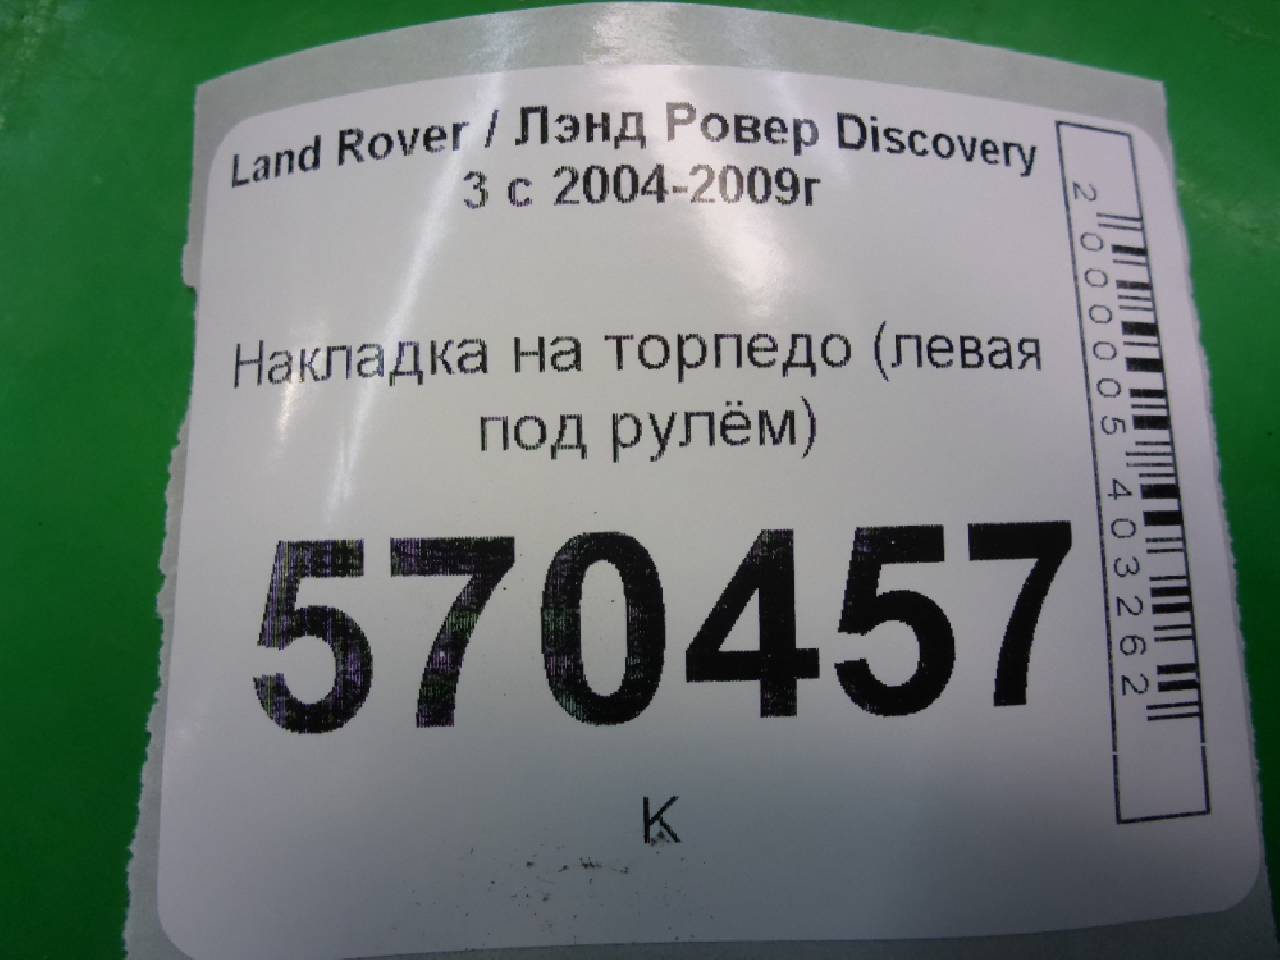 Land Rover / Лэнд Ровер Discovery
3 с 2004-2009г
Накладка на торпедо (левая
под рулём)
570457
К
2000005403262